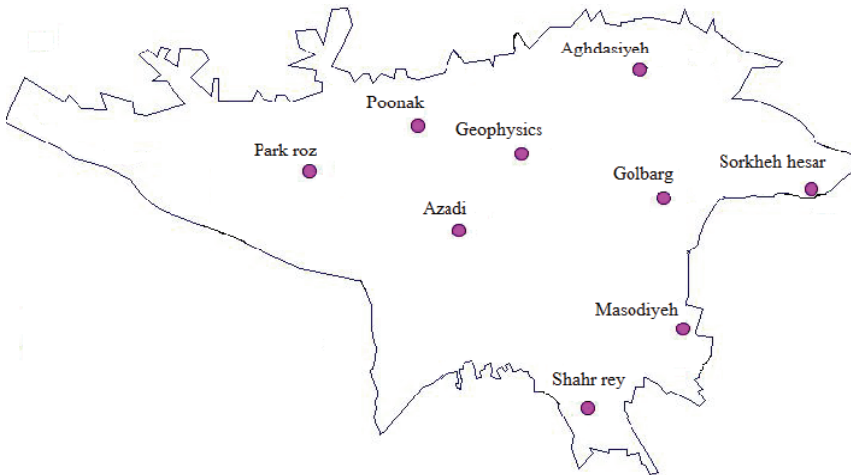 Aghdasiyeh
Poonak
Geophysics
Park roz
Sorkheh hesar
Golbarg
Azadi
Masodiyeh
Shahr rey